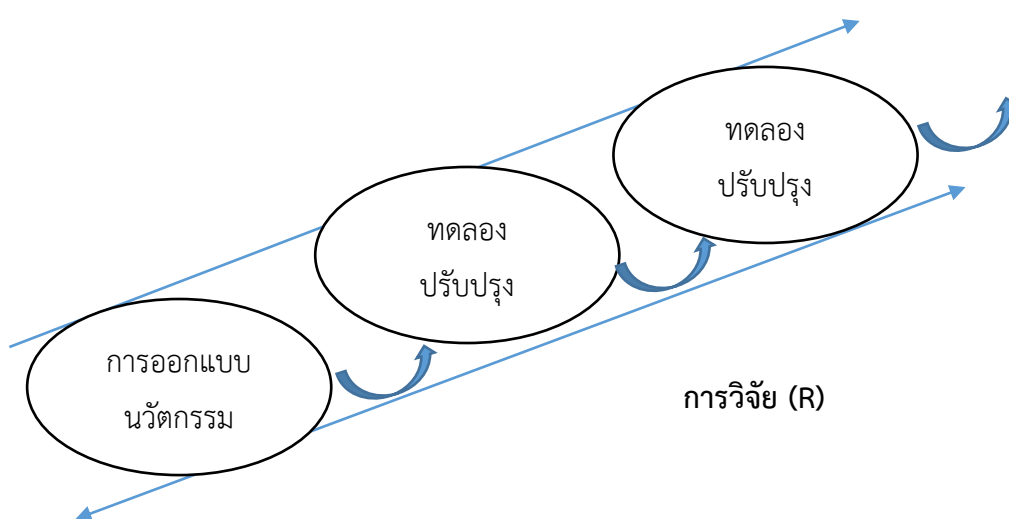 ทดลอง
ปรับปรุง
ทดลอง
ปรับปรุง
การออกแบบ
นวัตกรรม
การวิจัย (R)